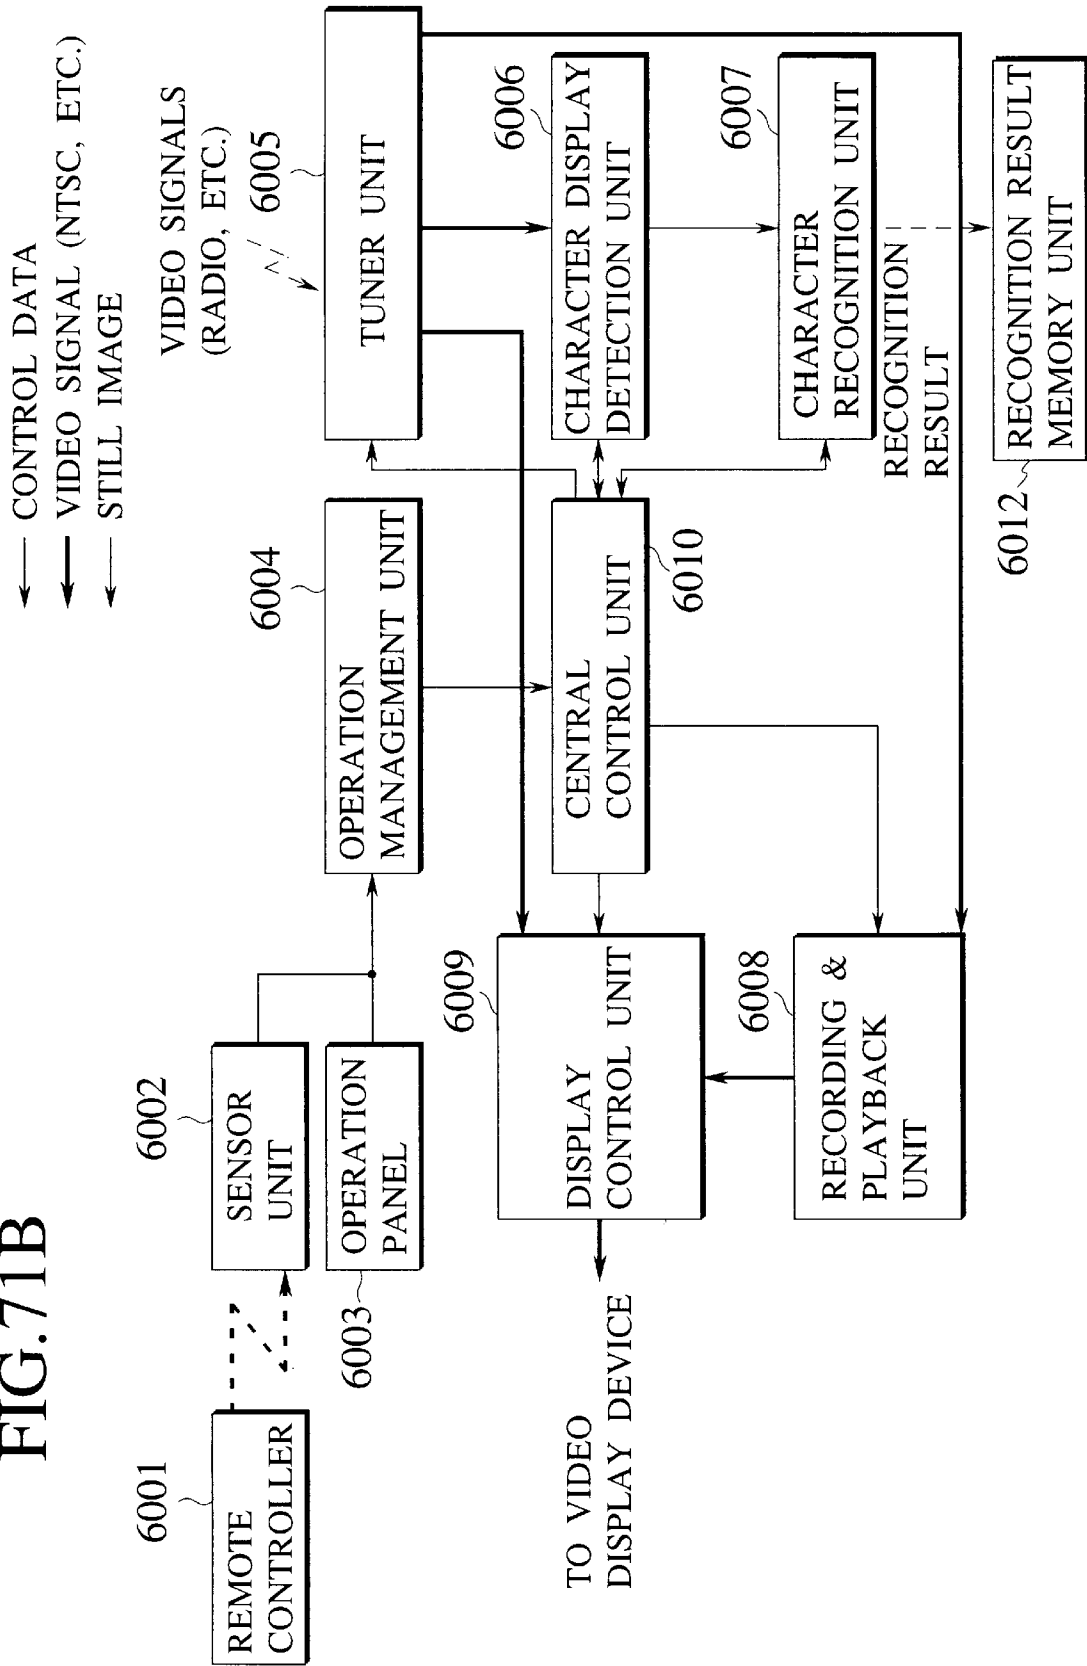 FIG.71B
CONTROL DATA
VIDEO SIGNAL (NTSC, ETC.)
STILL IMAGE
6001
REMOTE
CONTROLLER
6002
SENSOR
UNIT
6003
OPERATION
PANEL
6004
OPERATION
MANAGEMENT UNIT
VIDEO SIGNALS
(RADIO, ETC.)
6005
TUNER UNIT
6009
DISPLAY
CONTROL UNIT
TO VIDEO
DISPLAY DEVICE
CENTRAL
CONTROL UNIT
6010
6006
CHARACTER DISPLAY
DETECTION UNIT
6008
RECORDING &
PLAYBACK
UNIT
6007
CHARACTER
RECOGNITION UNIT
RECOGNITION
RESULT
6012
RECOGNITION RESULT
MEMORY UNIT